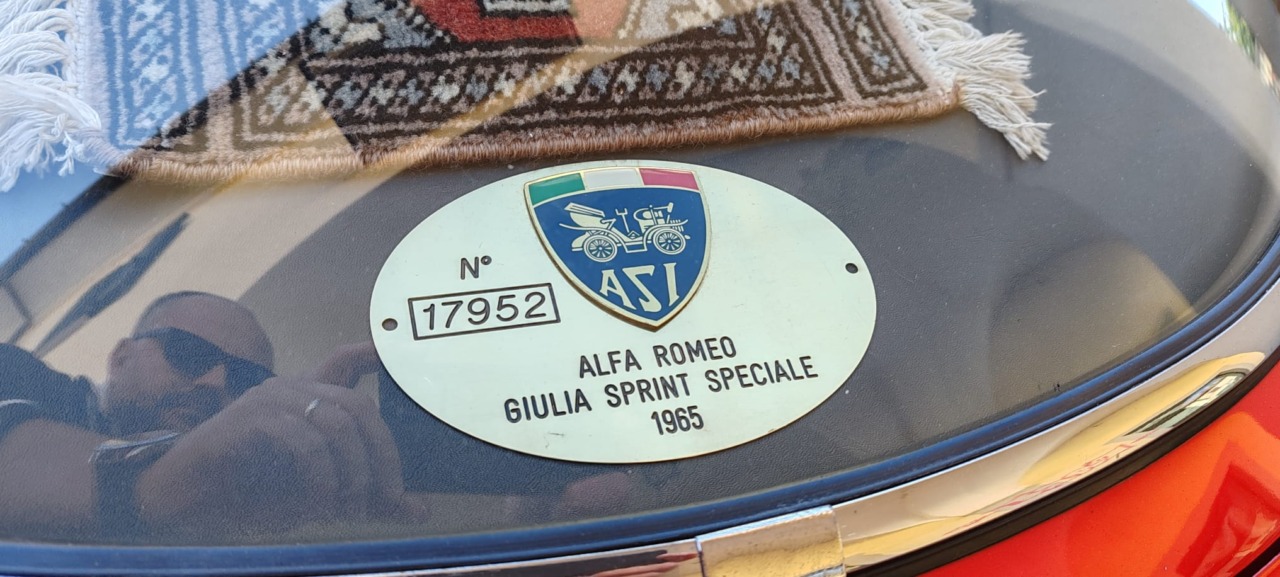 ASI
N°
17952
ALFA ROMEO
GIULIA SPRINT SPECIALE
1965